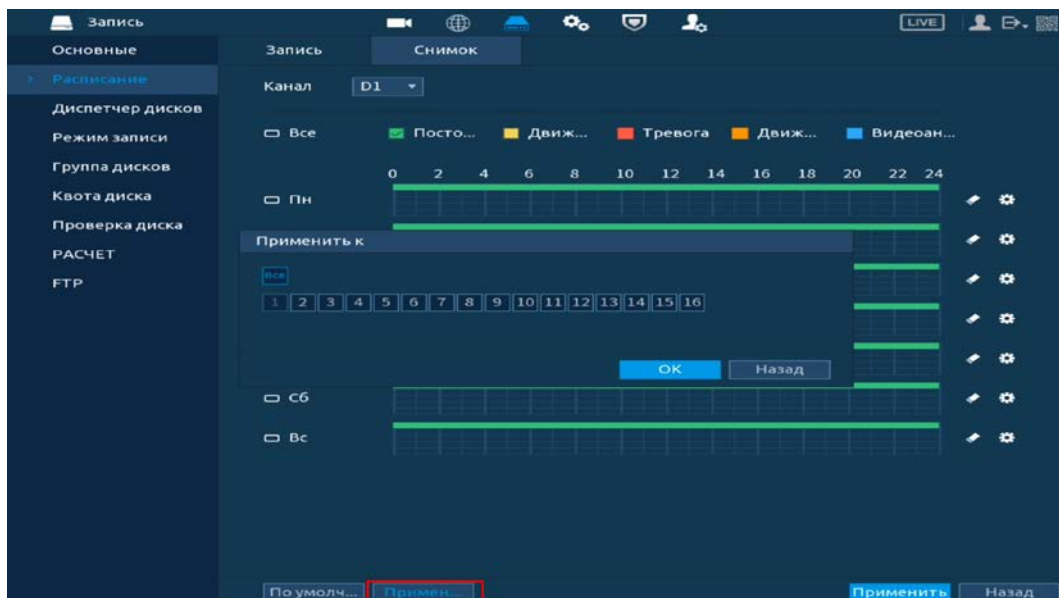 Запись LIVE
Основные Запись Снимок
Расписание
Канал D1
Диспетчер дисков
Режим записи Все Посто... Движ... Тревога Движ... Видеоан...
Группа дисков
0 2 4 6 8 10 12 14 16 18 20 22 24
Квота диска Пн
Проверка диска
Применить к
РАСЧЕТ
Все
FTP
1 2 3 4 5 6 7 8 9 10 11 12 13 14 15 16
OK Назад
Сб
Вс
По умолч... Примен... Применить Назад